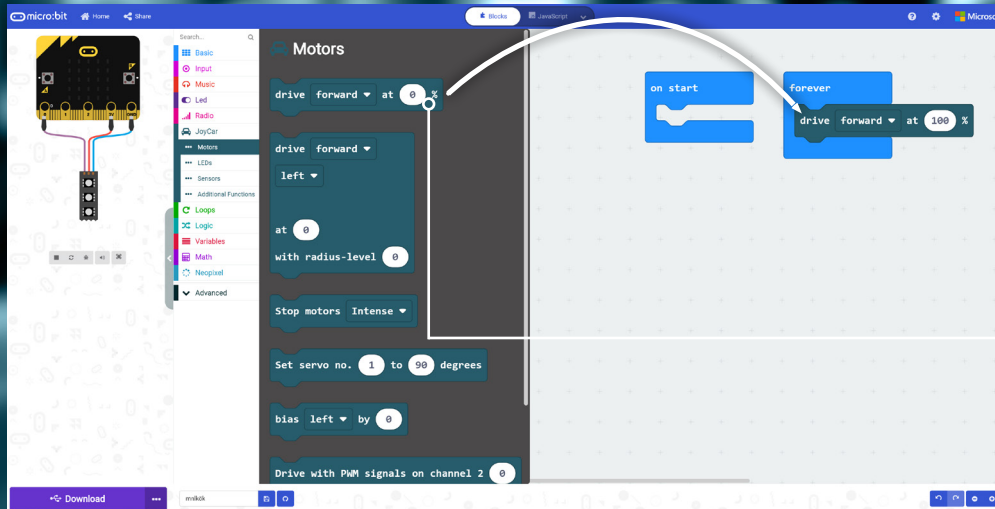 micro:bit Home Share Blocks JavaScript Microso
Search...
Basic
Input
Music
Led
Radio
JoyCar
Motors
LEDs
Sensors
Additional Functions
Loops
Logic
Variables
Math
Neopixel
Advanced
Motors
drive forward at 0 %
drive forward
left
at 0
with radius-level 0
Stop motors Intense
Set servo no. 1 to 90 degrees
bias left by 0
Drive with PWM signals on channel 2 0
on start
forever
drive forward at 100 %
Download